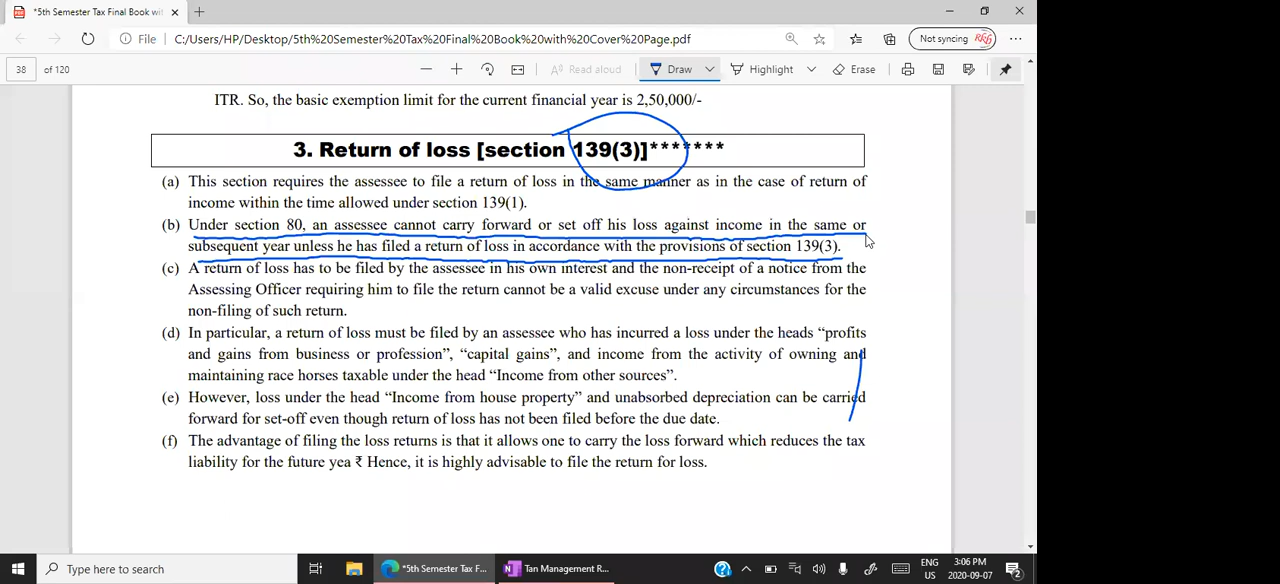 *5th Semester Tax Final Book wit
File C:/Users/HP/Desktop/5th%20Semester%20Tax%20Final%20Book%20with%20Cover%20Page.pdf Not syncing
38 of 120 Read aloud Draw Highlight Erase
ITR. So, the basic exemption limit for the current financial year is 2,50,000/-
3. Return of loss [section 139(3)]*******
(a) This section requires the assessee to file a return of loss in the same manner as in the case of return of
income within the time allowed under section 139(1).
(b) Under section 80, an assessee cannot carry forward or set off his loss against income in the same or
subsequent year unless he has filed a return of loss in accordance with the provisions of section 139(3).
(c) A return of loss has to be filed by the assessee in his own interest and the non-receipt of a notice from the
Assessing Officer requiring him to file the return cannot be a valid excuse under any circumstances for the
non-filing of such return.
(d) In particular, a return of loss must be filed by an assessee who has incurred a loss under the heads “profits
and gains from business or profession”, “capital gains”, and income from the activity of owning and
maintaining race horses taxable under the head “Income from other sources”.
(e) However, loss under the head “Income from house property” and unabsorbed depreciation can be carried
forward for set-off even though return of loss has not been filed before the due date.
(f) The advantage of filing the loss returns is that it allows one to carry the loss forward which reduces the tax
liability for the future yea ₹ Hence, it is highly advisable to file the return for loss.
Type here to search *5th Semester Tax F... Tan Management R... ENG 3:06 PM
US 2020-09-07 2